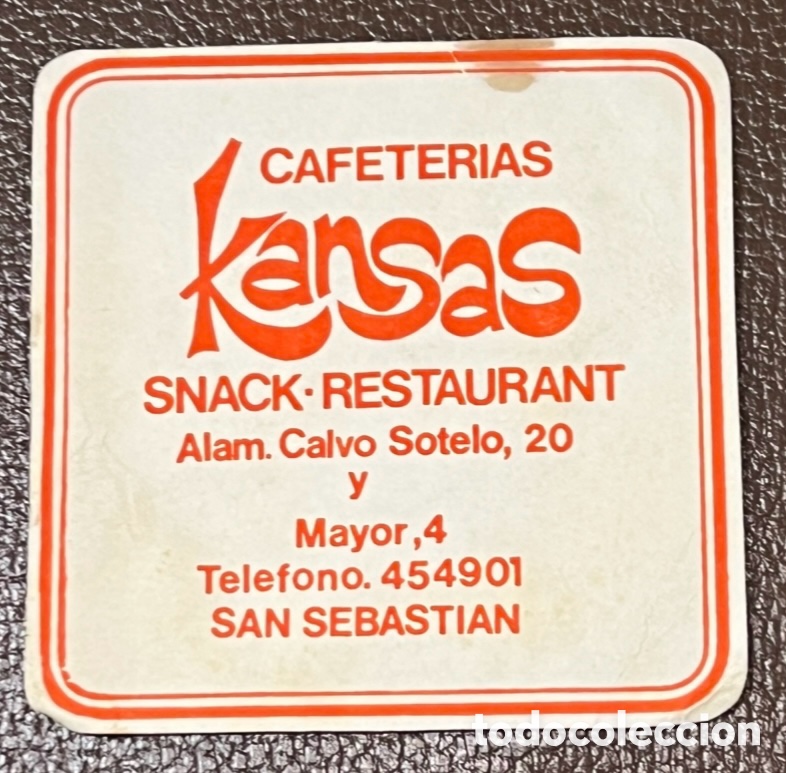 CAFETERIAS
Kansas
SNACK·RESTAURANT
Alam. Calvo Sotelo, 20
y
Mayor,4
Telefono. 454901
SAN SEBASTIAN
todocoleccion